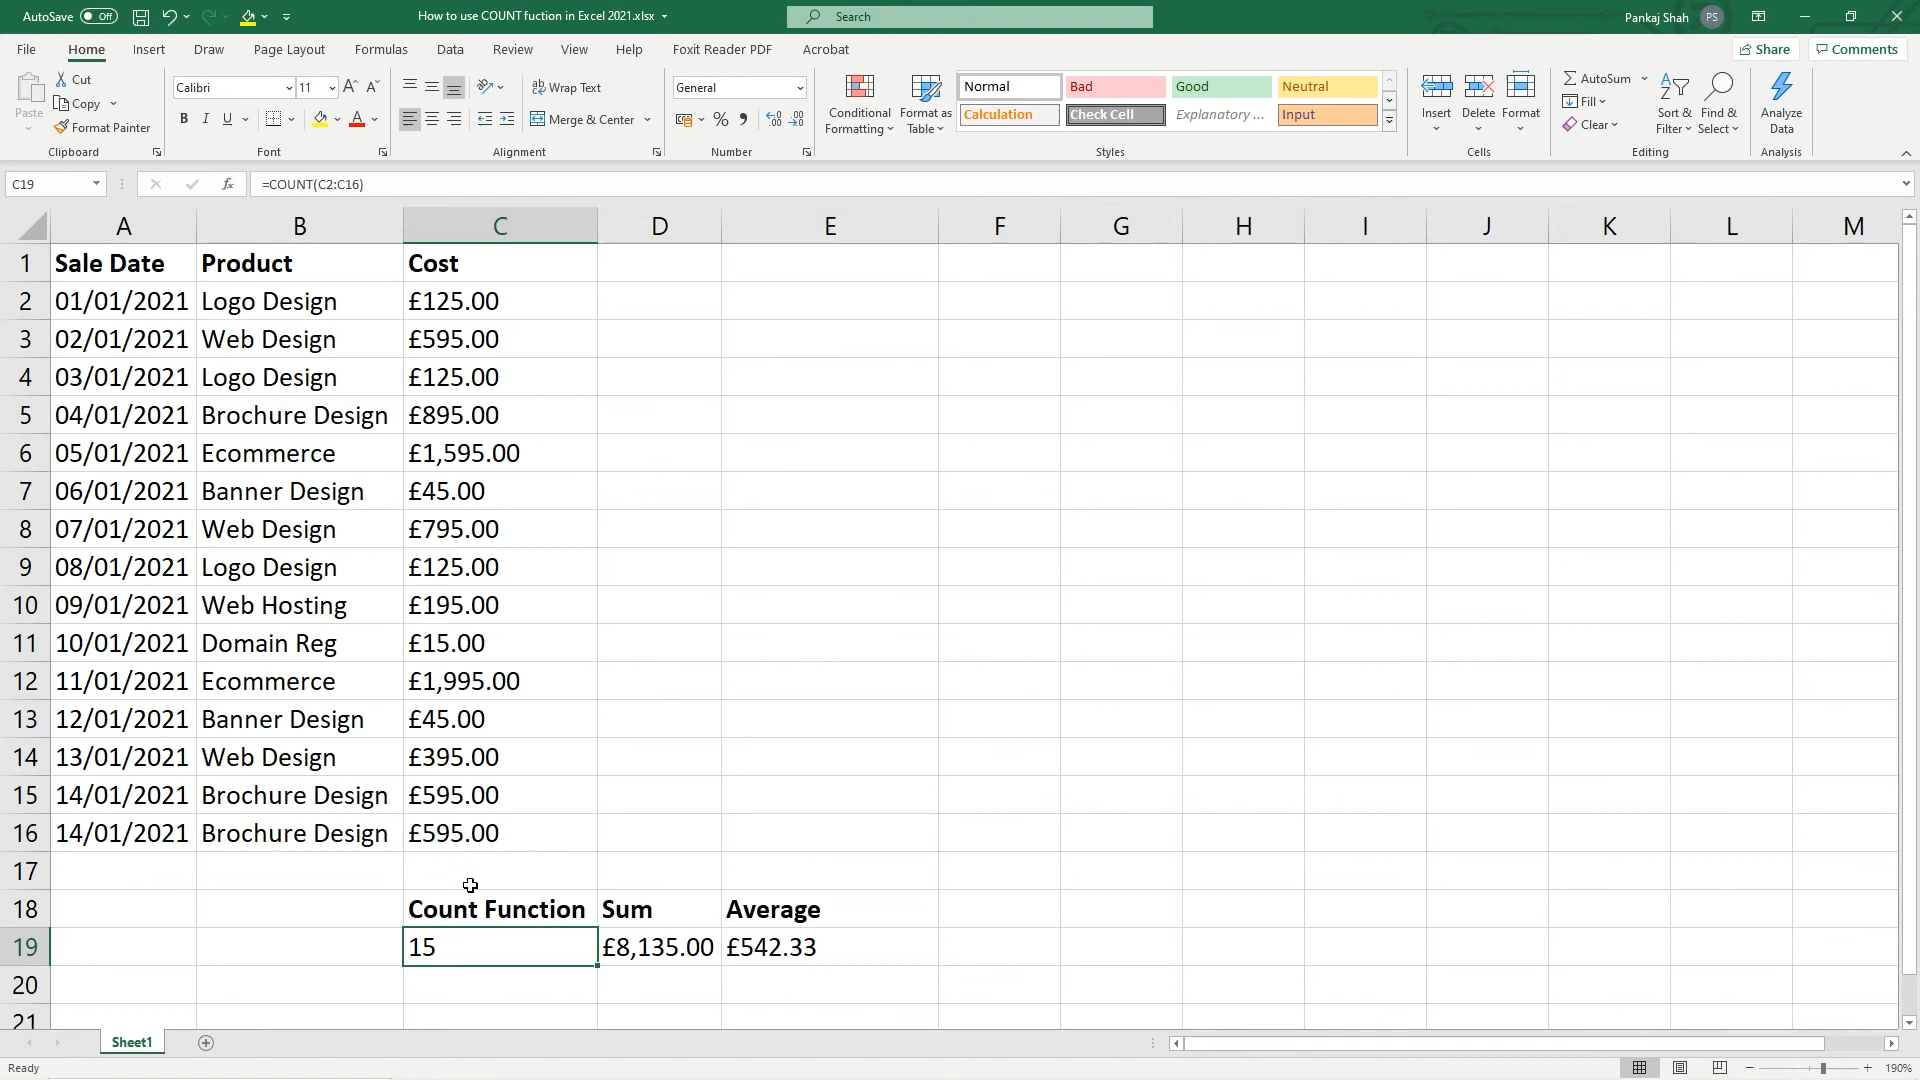 AutoSave Off How to use COUNT fuction in Excel 2021.xlsx Search Pankaj Shah PS
File Home Insert Draw Page Layout Formulas Data Review View Help Foxit Reader PDF Acrobat Share Comments
Paste Cut Copy Format Painter Clipboard
Calibri 11 A A B I U A Font
ab Wrap Text Merge & Center Alignment
General % 9 Number
Conditional Formatting Format as Table
Normal Bad Good Neutral
Calculation Check Cell Explanatory ... Input
Styles
Insert Delete Format Cells
AutoSum Fill Clear Sort & Filter Find & Select Editing
Analyze Data Analysis
C19 fx =COUNT(C2:C16)
A B C D E F G H I J K L M
1 Sale Date Product Cost
2 01/01/2021 Logo Design £125.00
3 02/01/2021 Web Design £595.00
4 03/01/2021 Logo Design £125.00
5 04/01/2021 Brochure Design £895.00
6 05/01/2021 Ecommerce £1,595.00
7 06/01/2021 Banner Design £45.00
8 07/01/2021 Web Design £795.00
9 08/01/2021 Logo Design £125.00
10 09/01/2021 Web Hosting £195.00
11 10/01/2021 Domain Reg £15.00
12 11/01/2021 Ecommerce £1,995.00
13 12/01/2021 Banner Design £45.00
14 13/01/2021 Web Design £395.00
15 14/01/2021 Brochure Design £595.00
16 14/01/2021 Brochure Design £595.00
17
18 Count Function Sum Average
19 15 £8,135.00 £542.33
20
21
Sheet1
Ready 190%